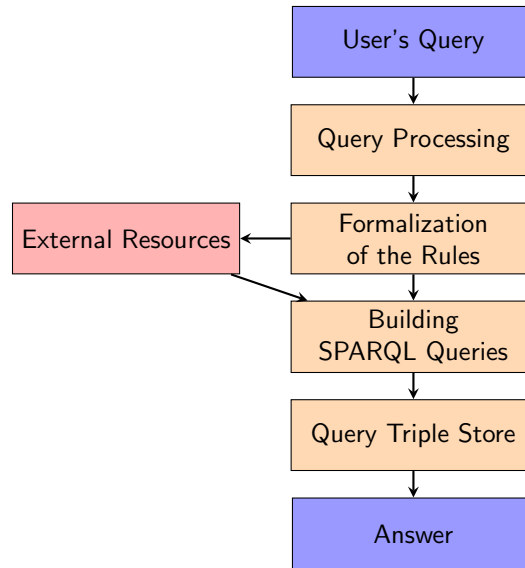 User's Query
Query Processing
External Resources
Formalization
of the Rules
Building
SPARQL Queries
Query Triple Store
Answer